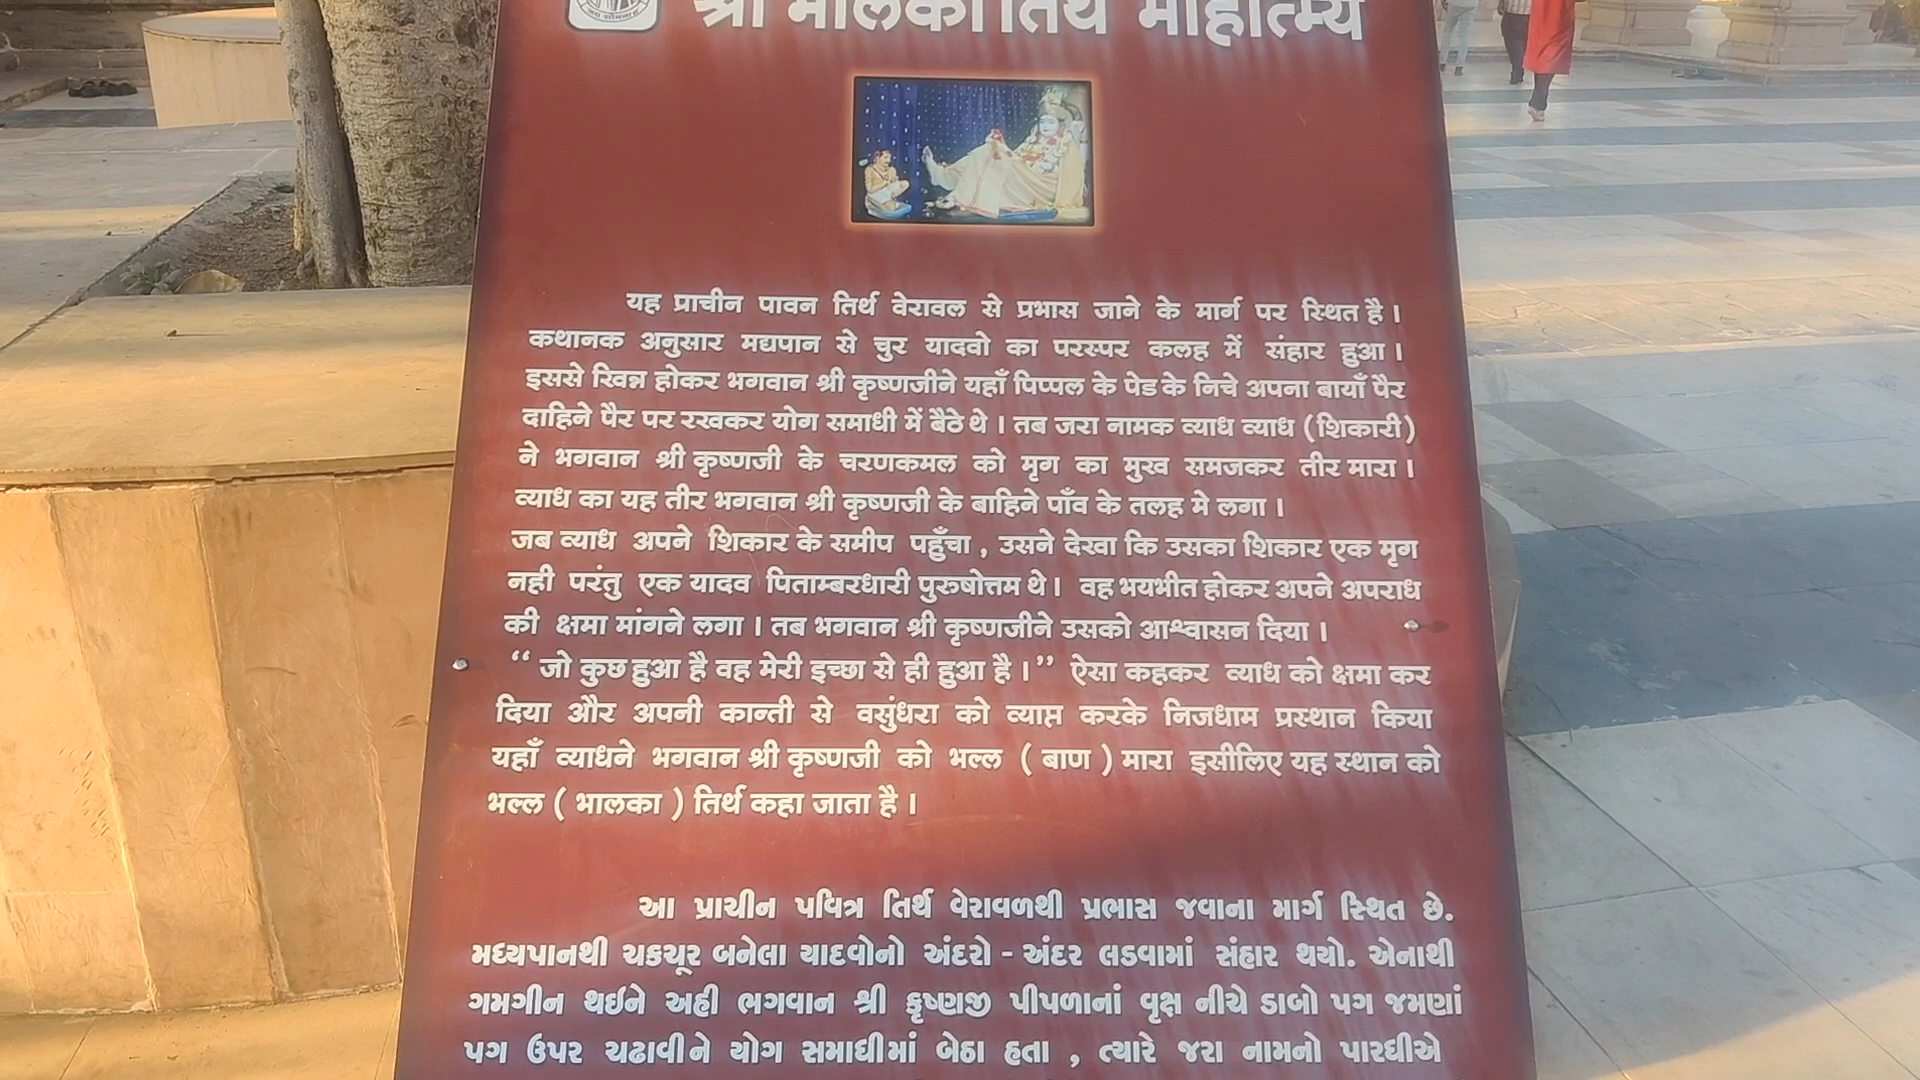 श्री भालका तिर्थ माहात्म्य
यह प्राचीन पावन तिर्थ वेरावल से प्रभास जाने के मार्ग पर स्थित है ।
कथानक अनुसार मद्यपान से चुर यादवो का परस्पर कलह में संहार हुआ ।
इससे खिन्न होकर भगवान श्री कृष्णजीने यहाँ पिप्पल के पेड के निचे अपना बायाँ पैर
दाहिने पैर पर रखकर योग समाधी में बैठे थे । तब जरा नामक व्याध व्याध (शिकारी)
ने भगवान श्री कृष्णजी के चरणकमल को मृग का मुख समजकर तीर मारा ।
व्याध का यह तीर भगवान श्री कृष्णजी के बाहिने पाँव के तलह मे लगा ।
जब व्याध अपने शिकार के समीप पहुँचा , उसने देखा कि उसका शिकार एक मृग
नही परंतु एक यादव पिताम्बरधारी पुरुषोत्तम थे । वह भयभीत होकर अपने अपराध
की क्षमा मांगने लगा । तब भगवान श्री कृष्णजीने उसको आश्वासन दिया ।
“ जो कुछ हुआ है वह मेरी इच्छा से ही हुआ है । ” ऐसा कहकर व्याध को क्षमा कर
दिया और अपनी कान्ती से वसुंधरा को व्याप्त करके निजधाम प्रस्थान किया
यहाँ व्याधने भगवान श्री कृष्णजी को भल्ल ( बाण ) मारा इसीलिए यह स्थान को
भल्ल ( भालका ) तिर्थ कहा जाता है ।
આ પ્રાચીન પવિત્ર તિર્થ વેરાવળથી પ્રભાસ જવાના માર્ગ સ્થિત છે.
મધ્યપાનથી ચકચૂર બનેલા યાદવોનો અંદરો - અંદર લડવામાં સંહાર થયો. એનાથી
ગમગીન થઇને અહી ભગવાન શ્રી કૃષ્ણજી પીપળાનાં વૃક્ષ નીચે ડાબો પગ જમણાં
પગ ઉપર ચઢાવીને યોગ સમાધીમાં બેઠા હતા , ત્યારે જરા નામનો પારધીએ